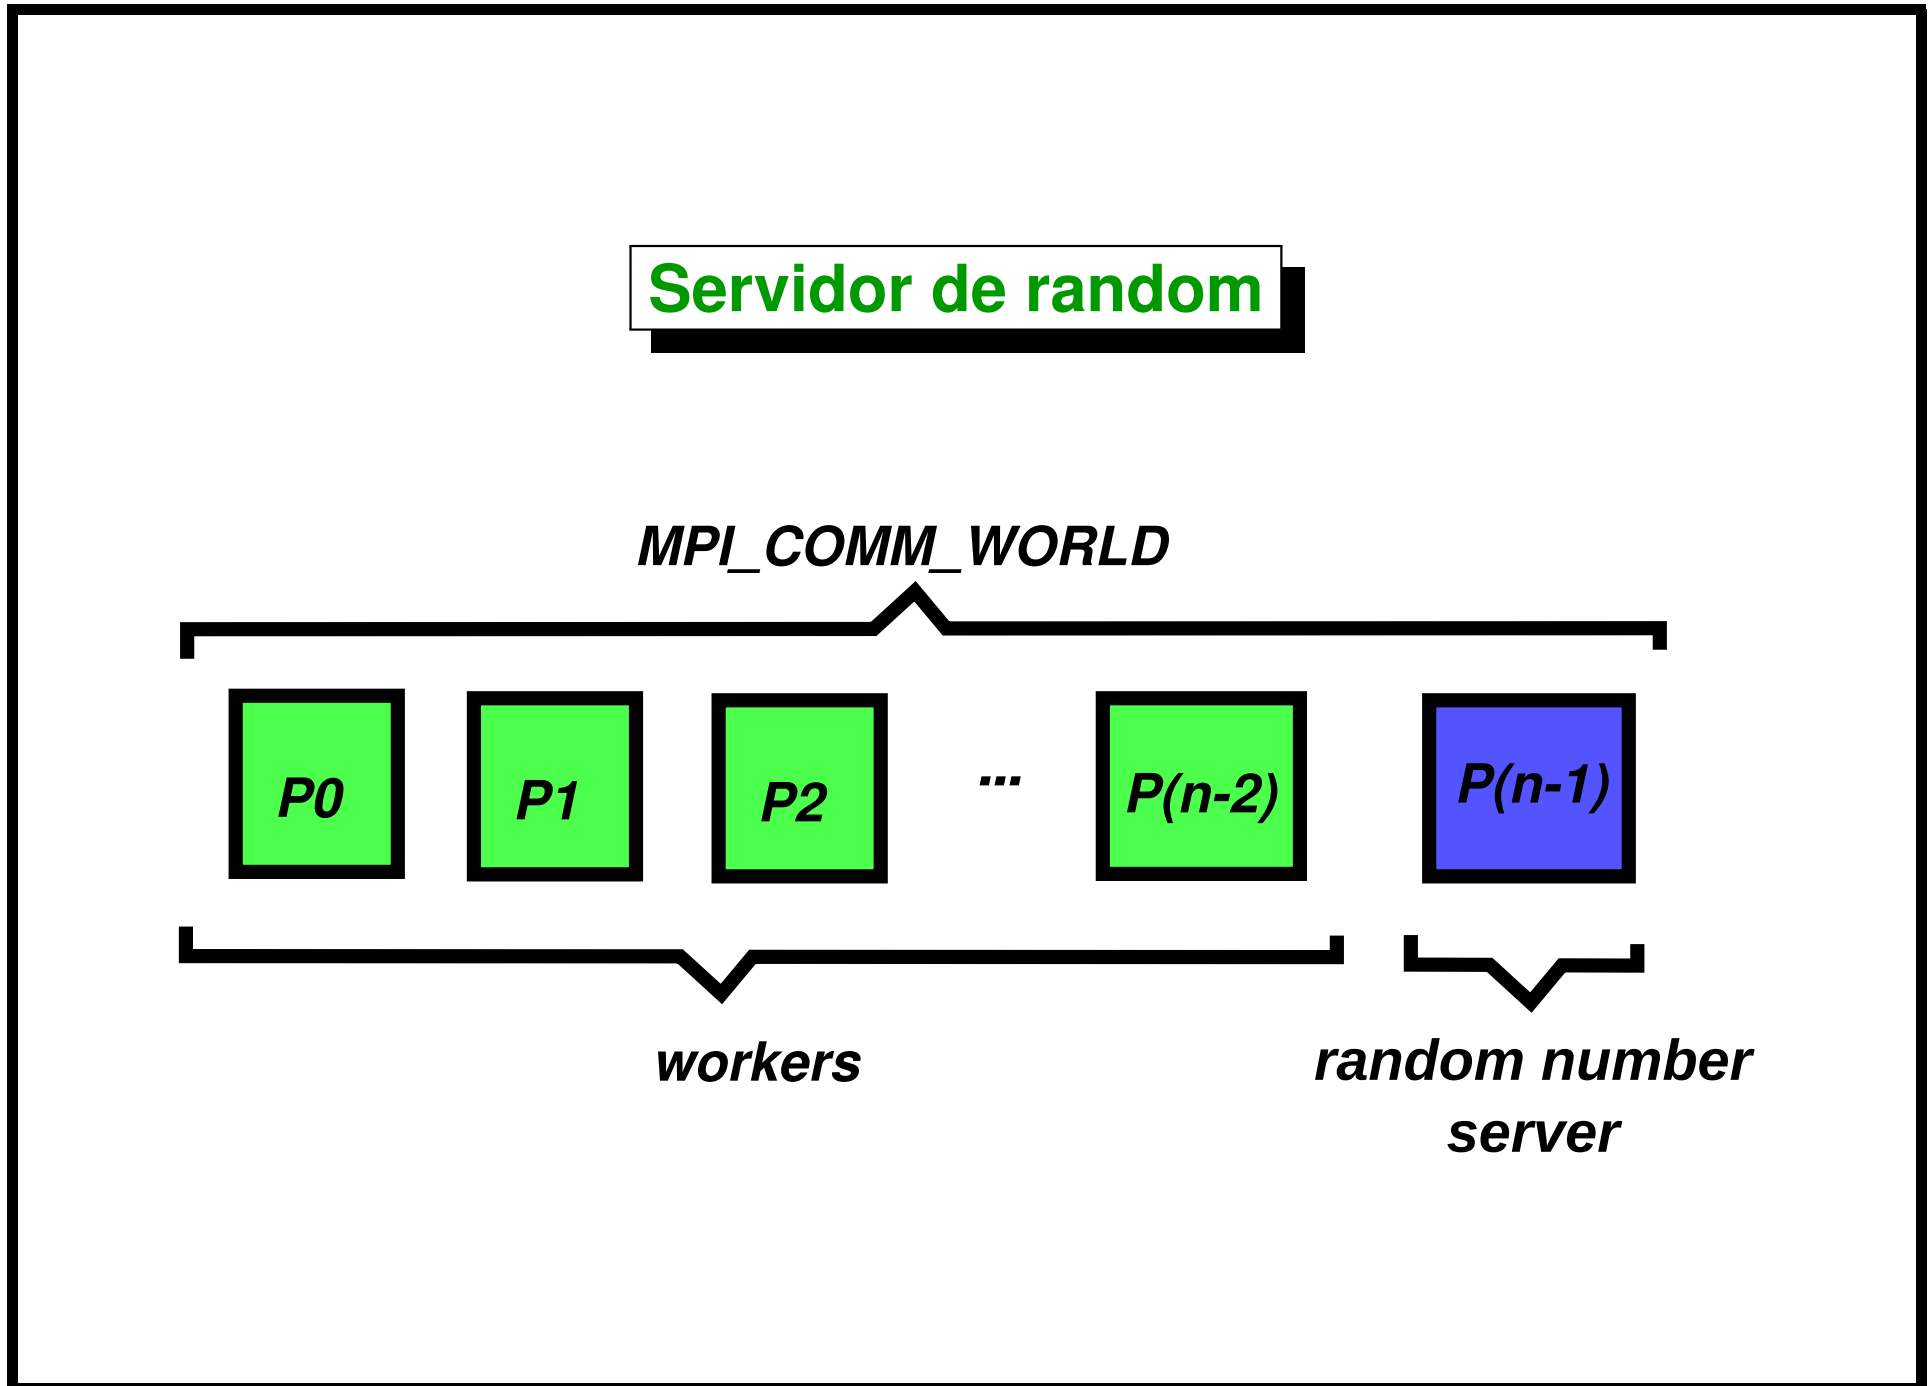 Servidor de random
MPI_COMM_WORLD
P0 P1 P2 ... P(n-2) P(n-1)
workers
random number
server